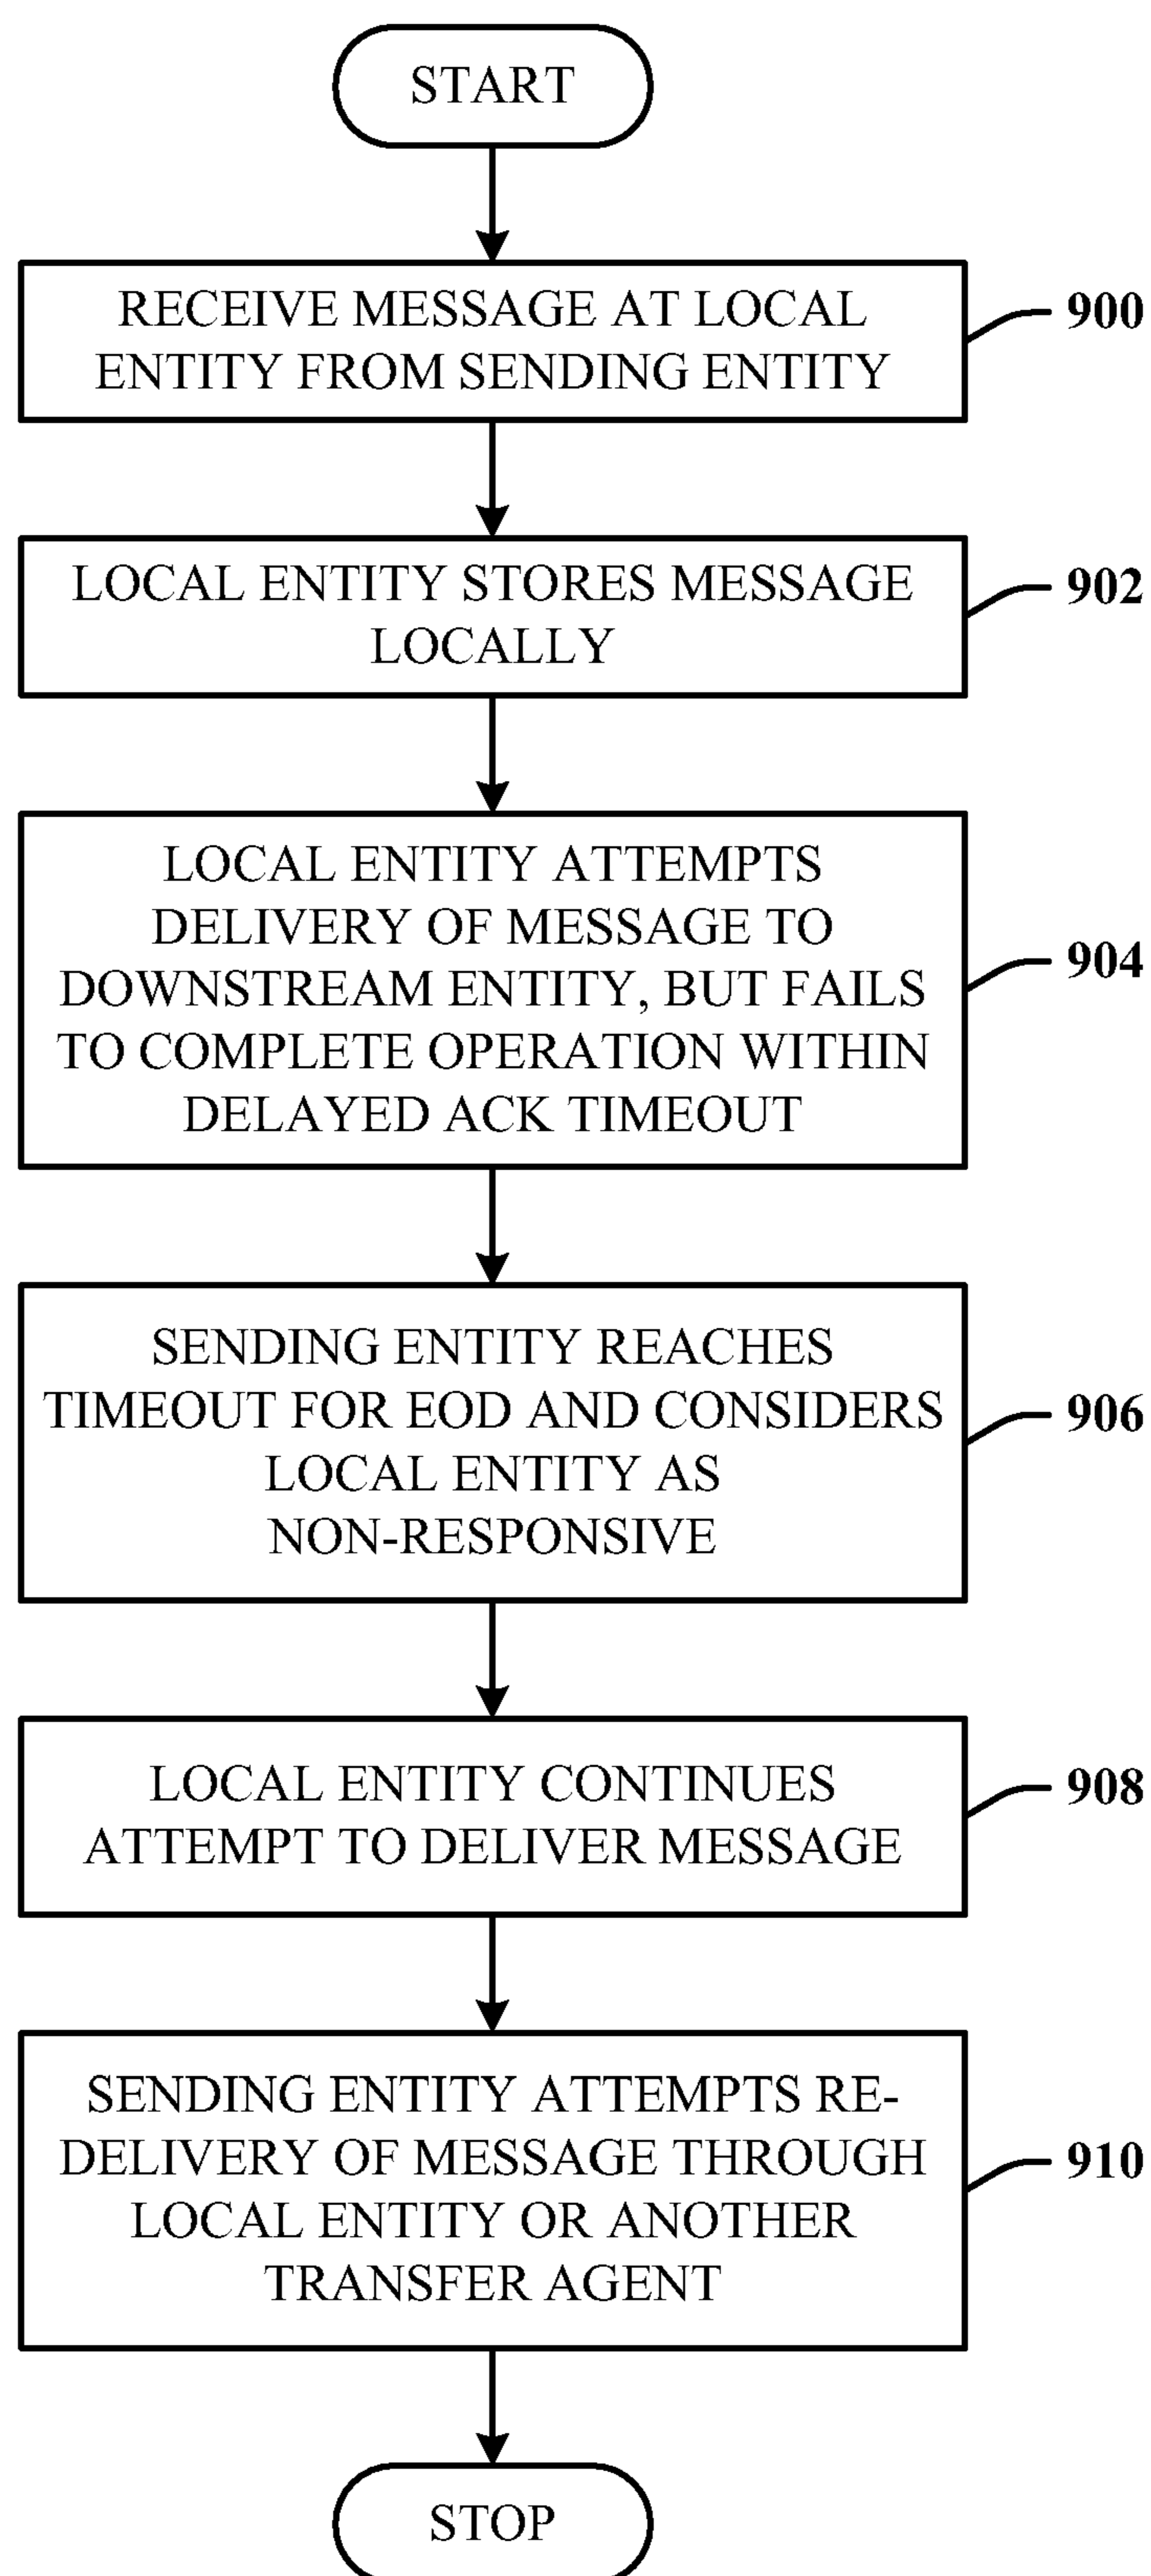 START
RECEIVE MESSAGE AT LOCAL
ENTITY FROM SENDING ENTITY
900
LOCAL ENTITY STORES MESSAGE
LOCALLY
902
LOCAL ENTITY ATTEMPTS
DELIVERY OF MESSAGE TO
DOWNSTREAM ENTITY, BUT FAILS
TO COMPLETE OPERATION WITHIN
DELAYED ACK TIMEOUT
904
SENDING ENTITY REACHES
TIMEOUT FOR EOD AND CONSIDERS
LOCAL ENTITY AS
NON-RESPONSIVE
906
LOCAL ENTITY CONTINUES
ATTEMPT TO DELIVER MESSAGE
908
SENDING ENTITY ATTEMPTS RE-
DELIVERY OF MESSAGE THROUGH
LOCAL ENTITY OR ANOTHER
TRANSFER AGENT
910
STOP